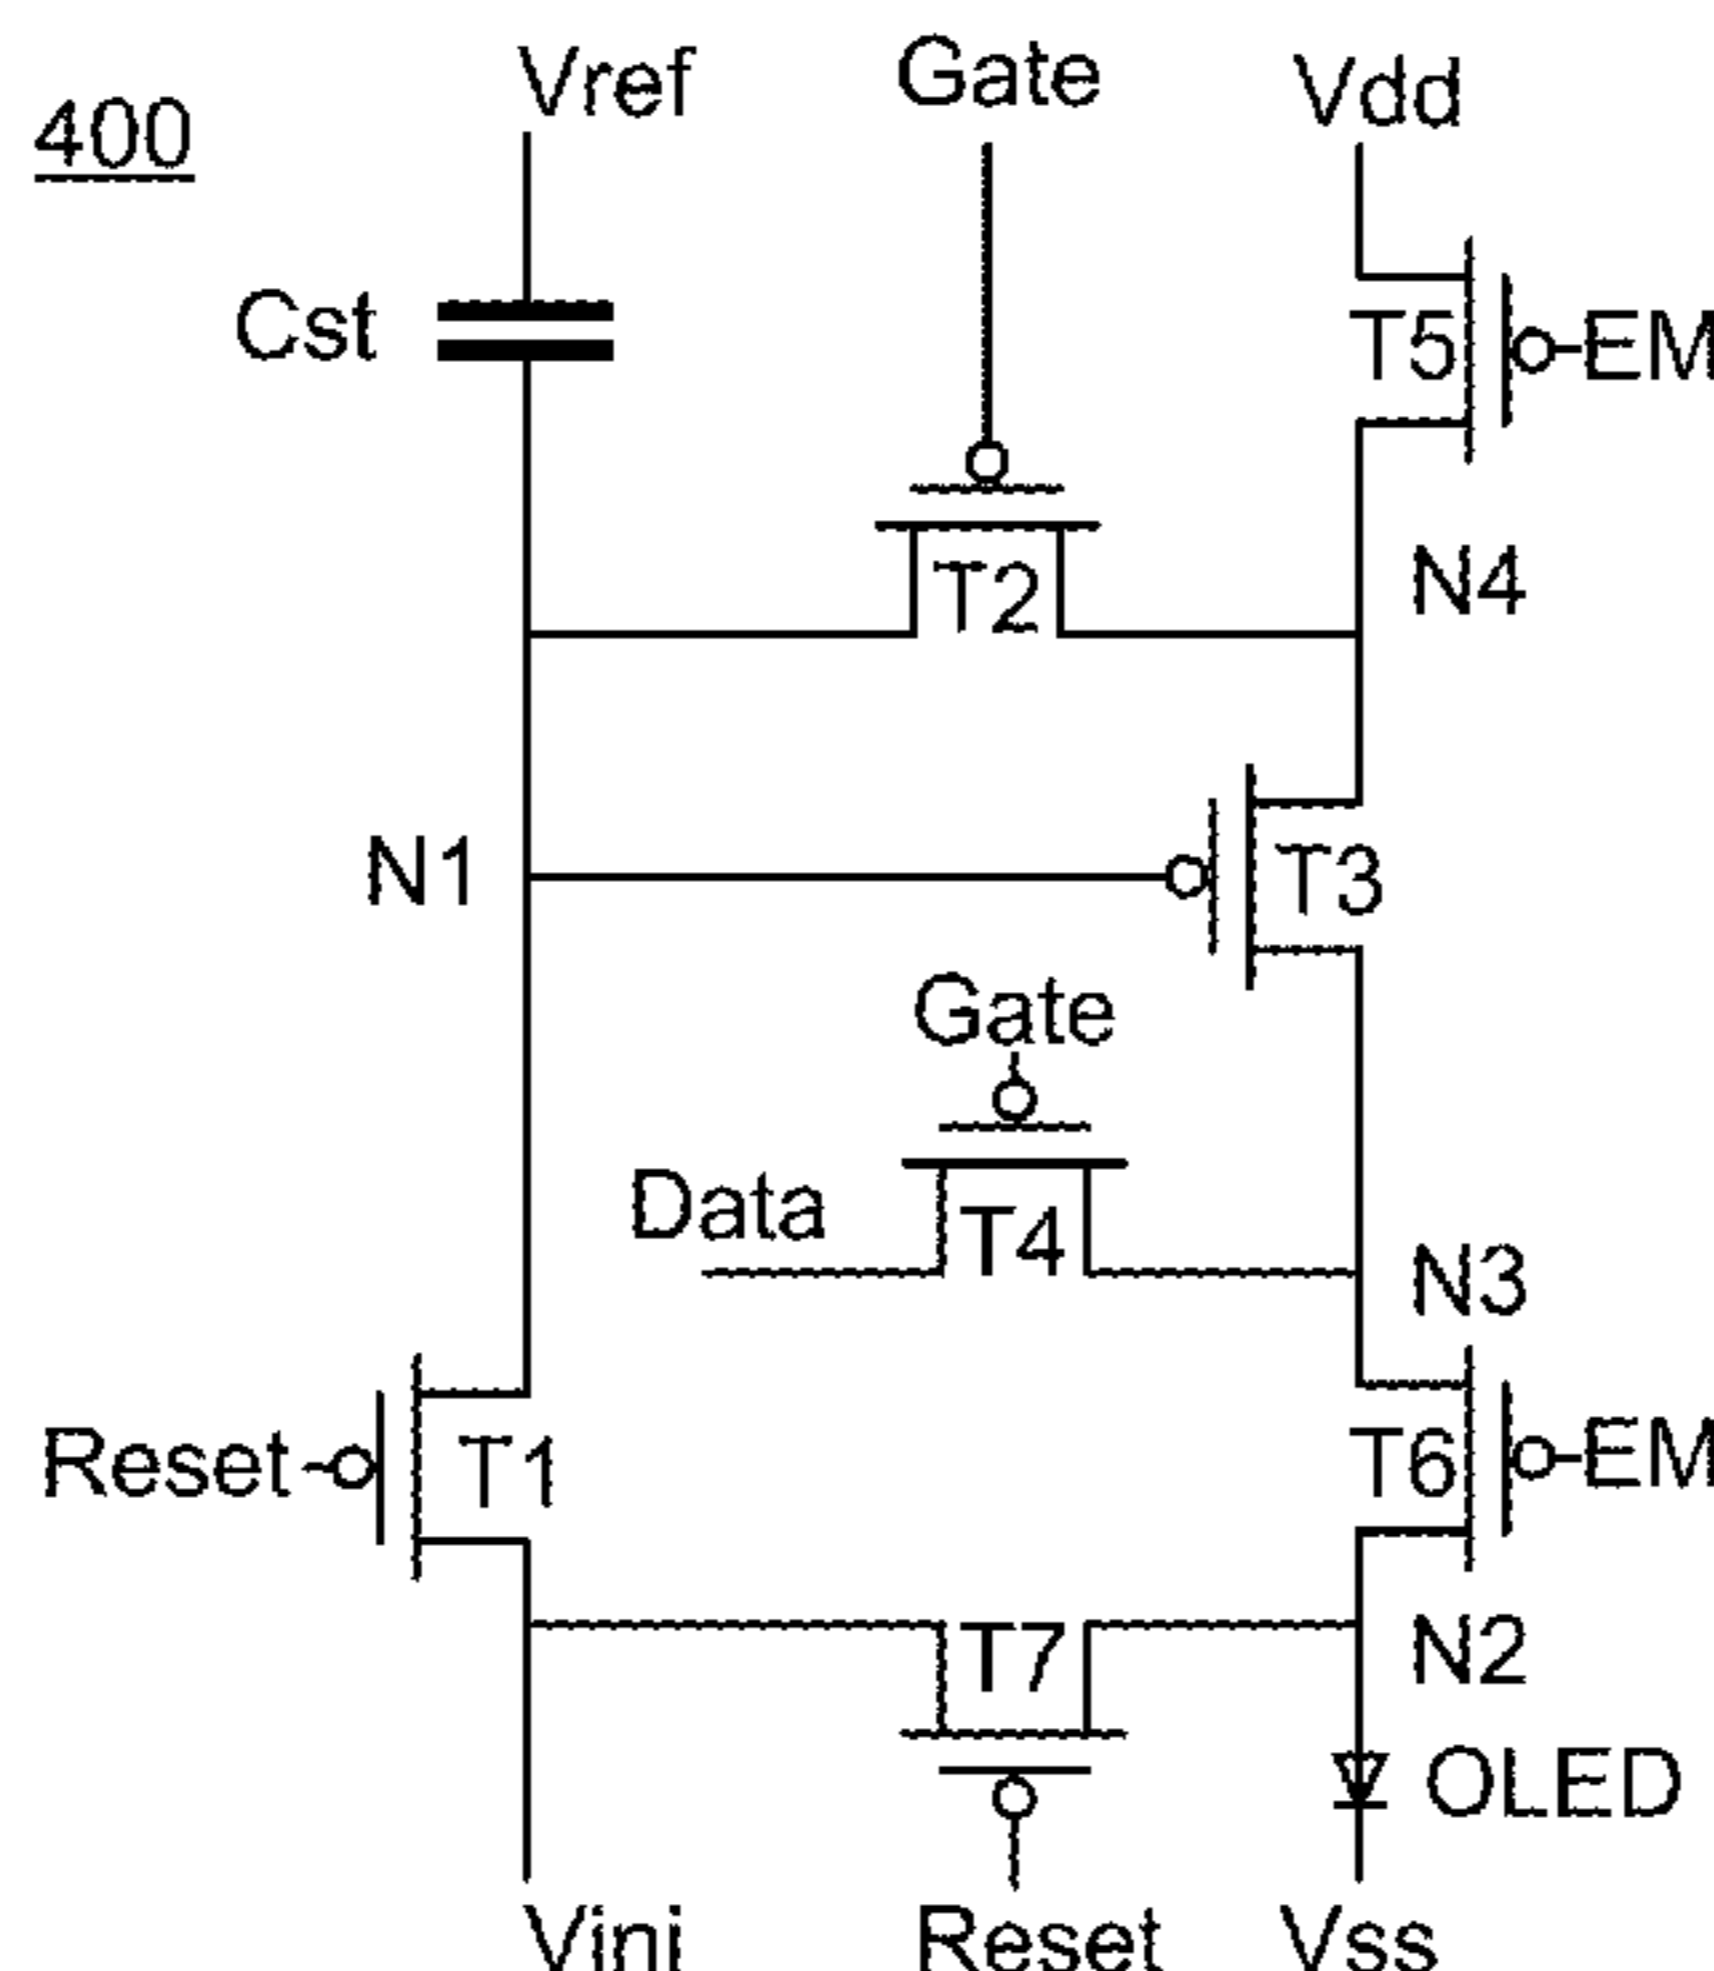 400
Vref
Gate
Vdd
Cst
T5
EM
T2
N4
N1
T3
Gate
Data
T4
N3
Reset
T1
T6
EM
T7
N2
OLED
Vini
Reset
Vss